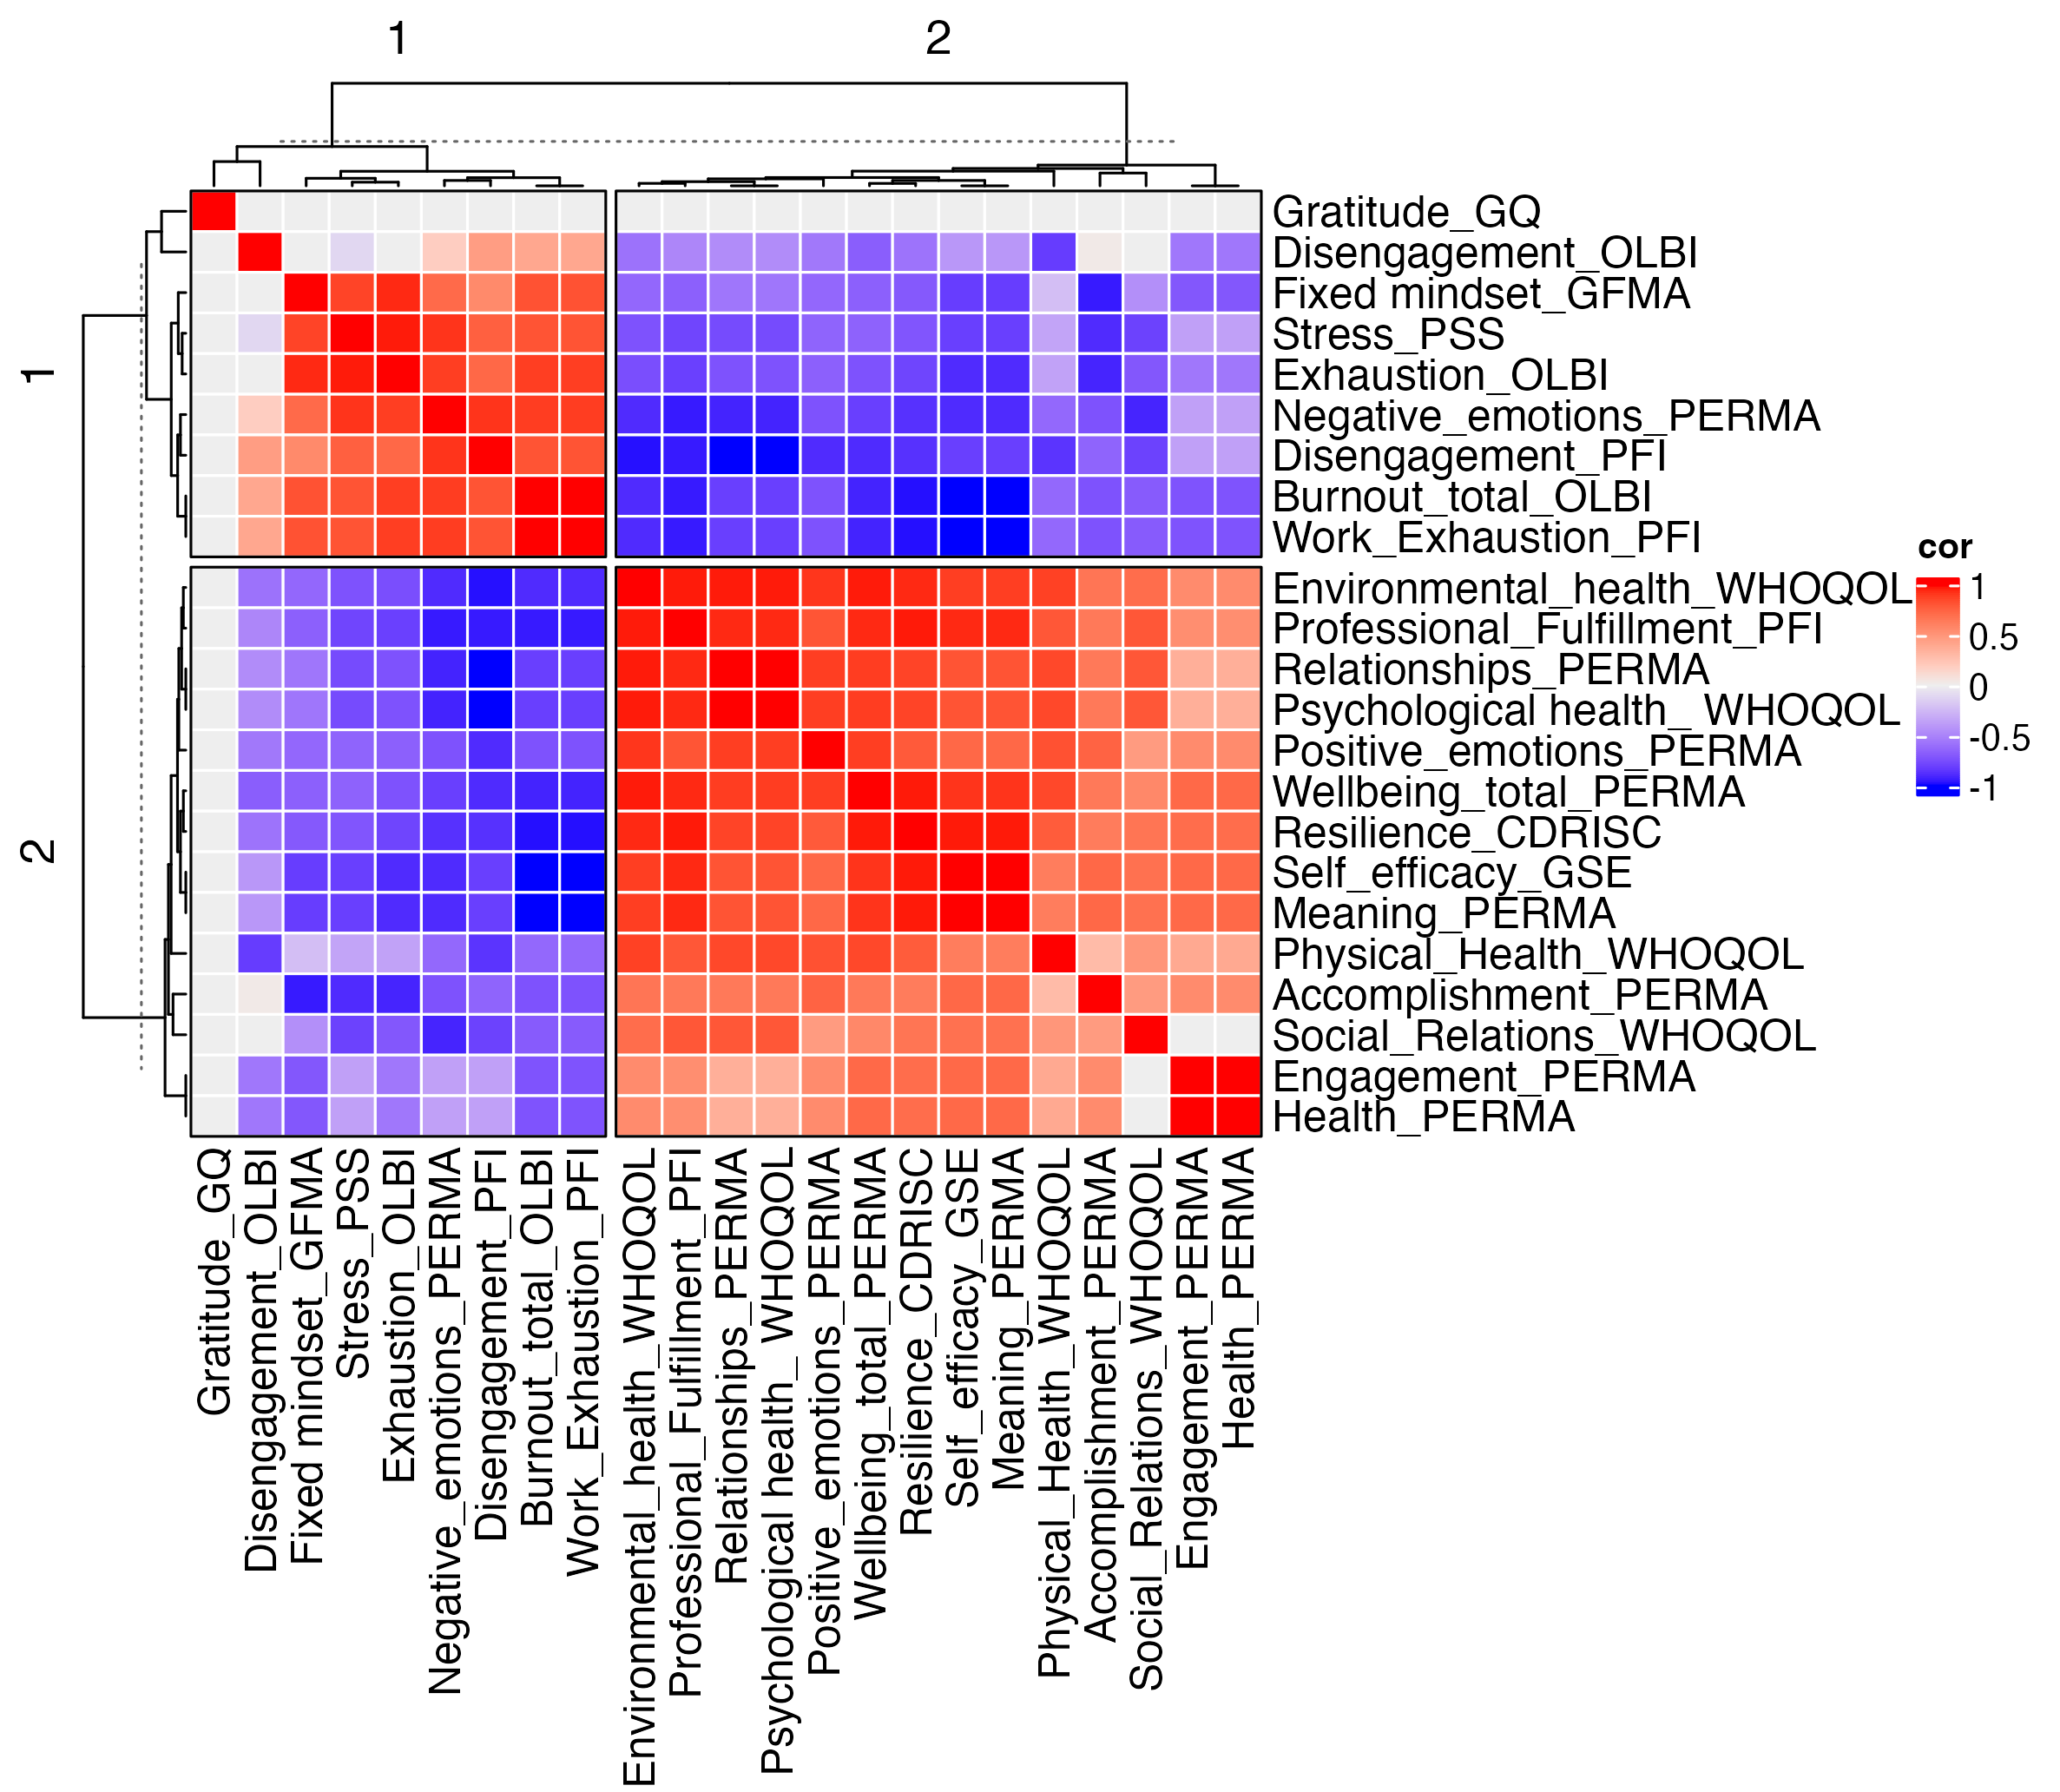 1 2
1
2
Gratitude_GQ
Disengagement_OLBI
Fixed mindset_GFMA
Stress_PSS
Exhaustion_OLBI
Negative_emotions_PERMA
Disengagement_PFI
Burnout_total_OLBI
Work_Exhaustion_PFI
Environmental_health_WHOQOL
Professional_Fulfillment_PFI
Relationships_PERMA
Psychological health_ WHOQOL
Positive_emotions_PERMA
Wellbeing_total_PERMA
Resilience_CDRISC
Self_efficacy_GSE
Meaning_PERMA
Physical_Health_WHOQOL
Accomplishment_PERMA
Social_Relations_WHOQOL
Engagement_PERMA
Health_PERMA
cor
1
0.5
0
-0.5
-1
Gratitude_GQ
Disengagement_OLBI
Fixed mindset_GFMA
Stress_PSS
Exhaustion_OLBI
Negative_emotions_PERMA
Disengagement_PFI
Burnout_total_OLBI
Work_Exhaustion_PFI
Environmental_health_WHOQOL
Professional_Fulfillment_PFI
Relationships_PERMA
Psychological health_ WHOQOL
Positive_emotions_PERMA
Wellbeing_total_PERMA
Resilience_CDRISC
Self_efficacy_GSE
Meaning_PERMA
Physical_Health_WHOQOL
Accomplishment_PERMA
Social_Relations_WHOQOL
Engagement_PERMA
Health_PERMA